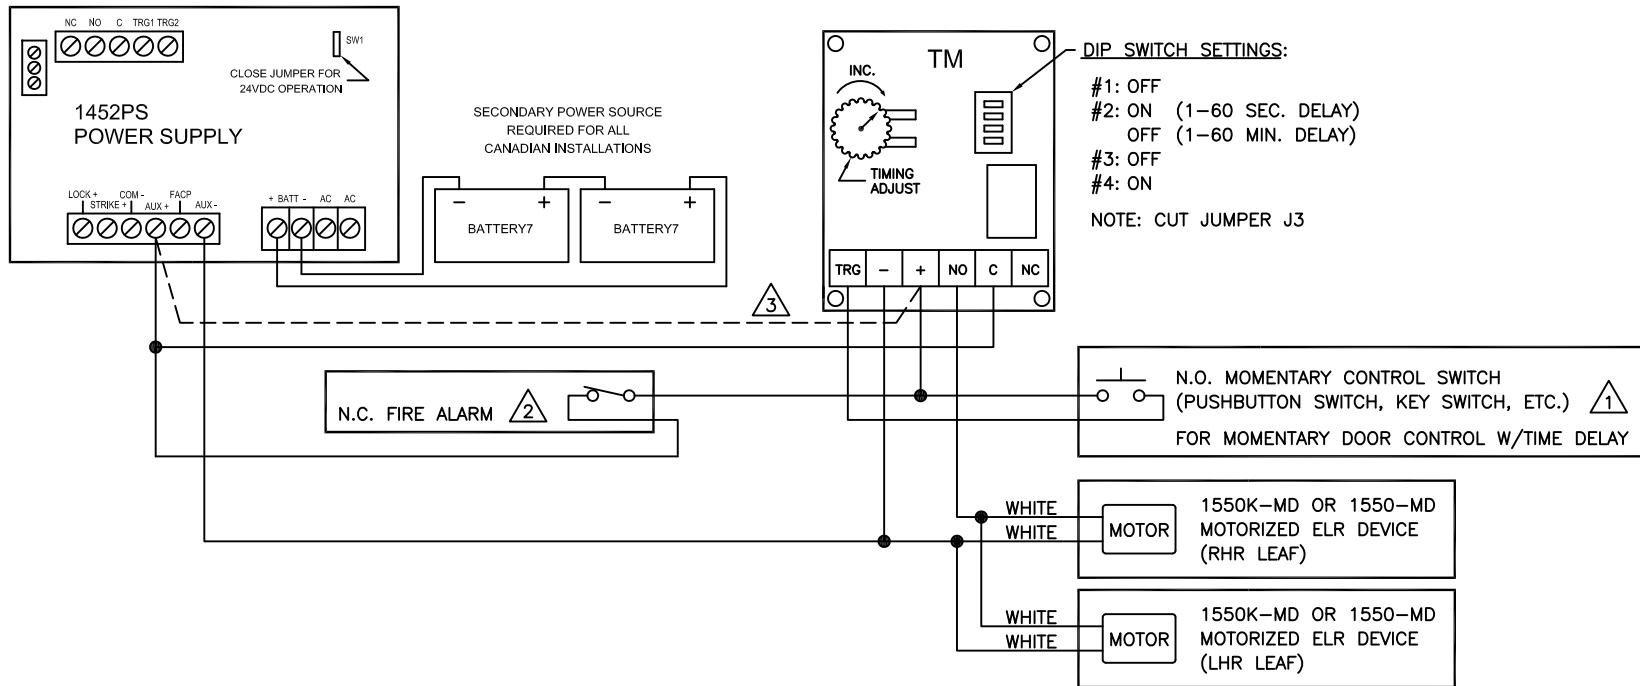 NC NO C TRG1 TRG2
SW1
CLOSE JUMPER FOR
24VDC OPERATION
1452PS
POWER SUPPLY
LOCK + COM - FACP
STRIKE + AUX + AUX -
+ BATT - AC AC
SECONDARY POWER SOURCE
REQUIRED FOR ALL
CANADIAN INSTALLATIONS
- +
BATTERY7
- +
BATTERY7
TM
INC.
TIMING
ADJUST
TRG - + NO C NC
DIP SWITCH SETTINGS:
#1: OFF
#2: ON (1-60 SEC. DELAY)
OFF (1-60 MIN. DELAY)
#3: OFF
#4: ON
NOTE: CUT JUMPER J3
3
N.C. FIRE ALARM 2
N.O. MOMENTARY CONTROL SWITCH
(PUSHBUTTON SWITCH, KEY SWITCH, ETC.) 1
FOR MOMENTARY DOOR CONTROL W/TIME DELAY
WHITE
WHITE
MOTOR
1550K-MD OR 1550-MD
MOTORIZED ELR DEVICE
(RHR LEAF)
WHITE
WHITE
MOTOR
1550K-MD OR 1550-MD
MOTORIZED ELR DEVICE
(LHR LEAF)